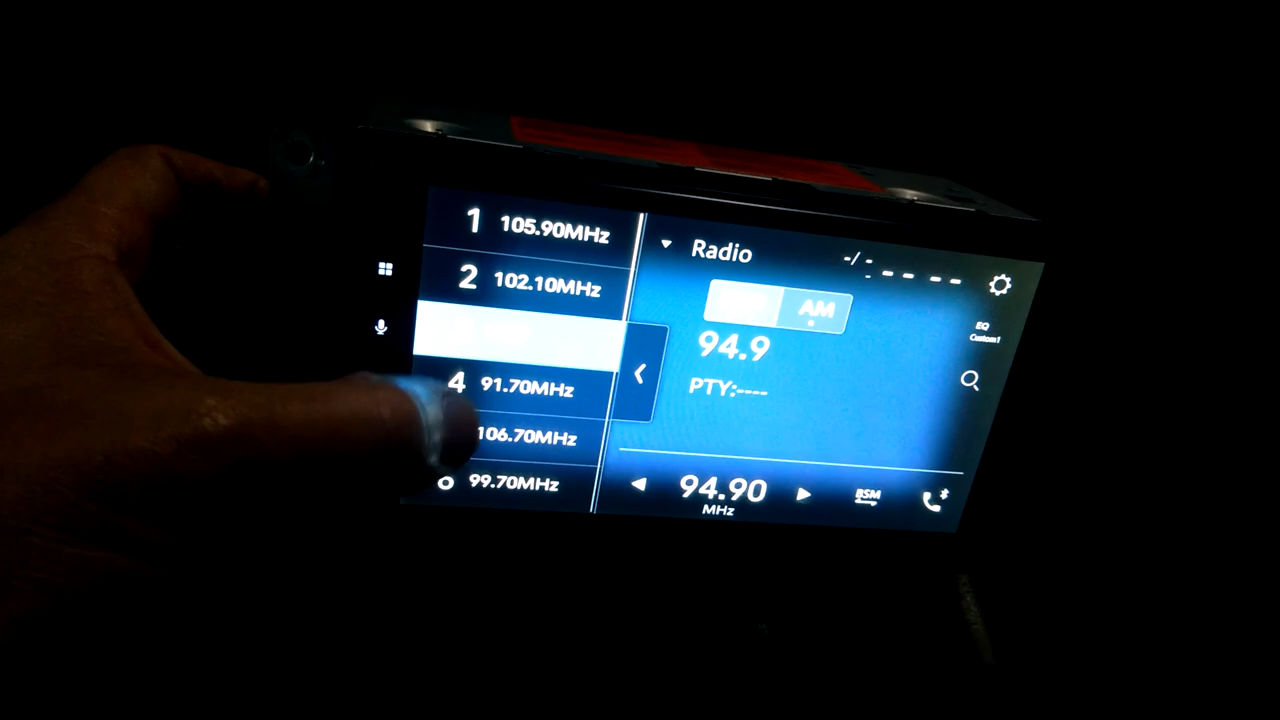 1 105.90MHz
2 102.10MHz
4 91.70MHz
106.70MHz
99.70MHz
Radio
AM
94.9
PTY:----
94.90
MHz
BSM
EQ
Custom1